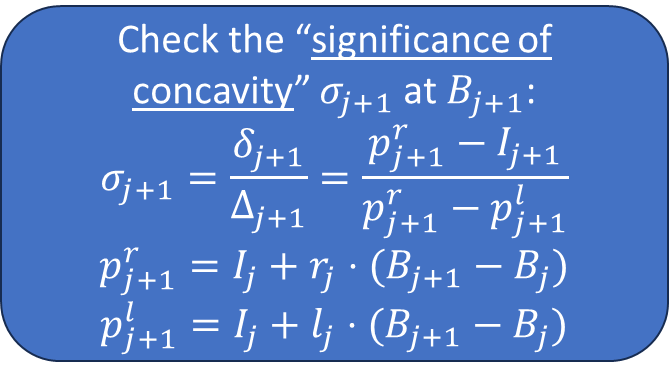 Check the “significance of
concavity” σ_{j+1} at B_{j+1}:
σ_{j+1} = δ_{j+1}/Δ_{j+1} = (p^r_{j+1} − I_{j+1})/(p^r_{j+1} − p^l_{j+1})
p^r_{j+1} = I_j + r_j · (B_{j+1} − B_j)
p^l_{j+1} = I_j + l_j · (B_{j+1} − B_j)